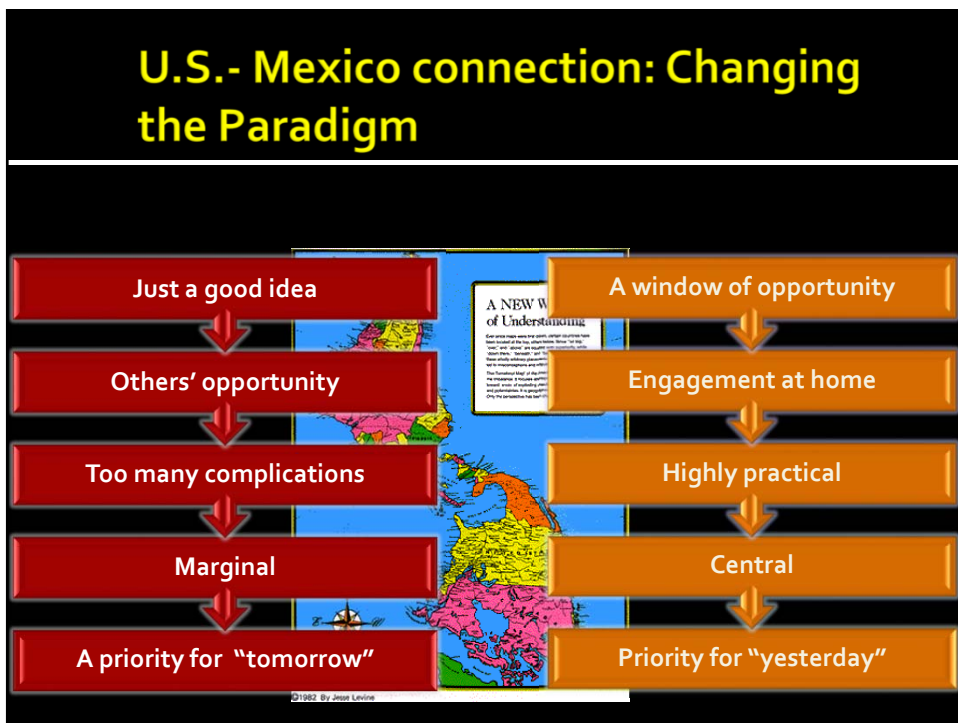 U.S.- Mexico connection: Changing
the Paradigm
Just a good idea
Others’ opportunity
Too many complications
Marginal
A priority for “tomorrow”
A NEW W
of Understanding
A window of opportunity
Engagement at home
Highly practical
Central
Priority for “yesterday”
E W
©1982 By Jesse Levine